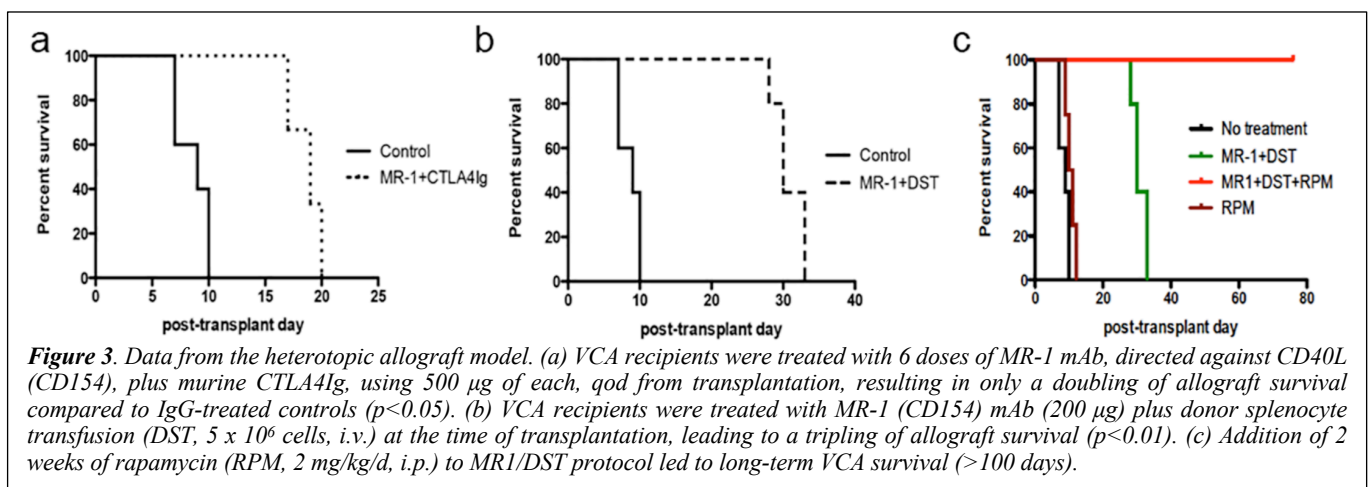 a
b
c
100
80
60
40
20
0
Percent survival
0 5 10 15 20 25
post-transplant day
Control
MR-1+CTLA4Ig
100
80
60
40
20
0
Percent survival
0 10 20 30 40
post-transplant day
Control
MR-1+DST
100
80
60
40
20
0
Percent survival
0 20 40 60 80
post-transplant day
No treatment
MR-1+DST
MR1+DST+RPM
RPM
Figure 3. Data from the heterotopic allograft model. (a) VCA recipients were treated with 6 doses of MR-1 mAb, directed against CD40L
(CD154), plus murine CTLA4Ig, using 500 μg of each, qod from transplantation, resulting in only a doubling of allograft survival
compared to IgG-treated controls (p<0.05). (b) VCA recipients were treated with MR-1 (CD154) mAb (200 μg) plus donor splenocyte
transfusion (DST, 5 x 10⁶ cells, i.v.) at the time of transplantation, leading to a tripling of allograft survival (p<0.01). (c) Addition of 2
weeks of rapamycin (RPM, 2 mg/kg/d, i.p.) to MR1/DST protocol led to long-term VCA survival (>100 days).